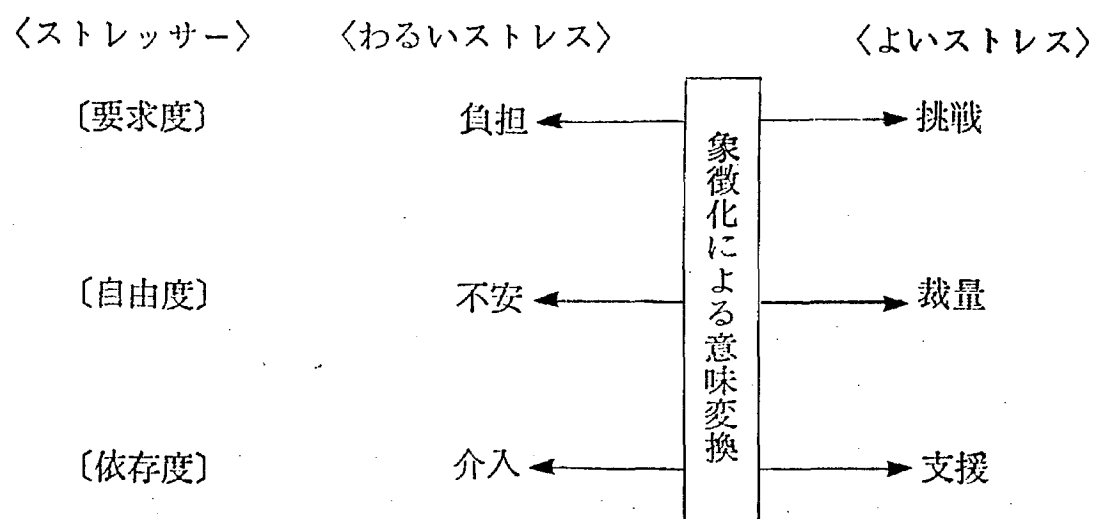 〈ストレッサー〉 〈わるいストレス〉 〈よいストレス〉
〔要求度〕 負担 挑戦
象徴化による意味変換
〔自由度〕 不安 裁量
〔依存度〕 介入 支援